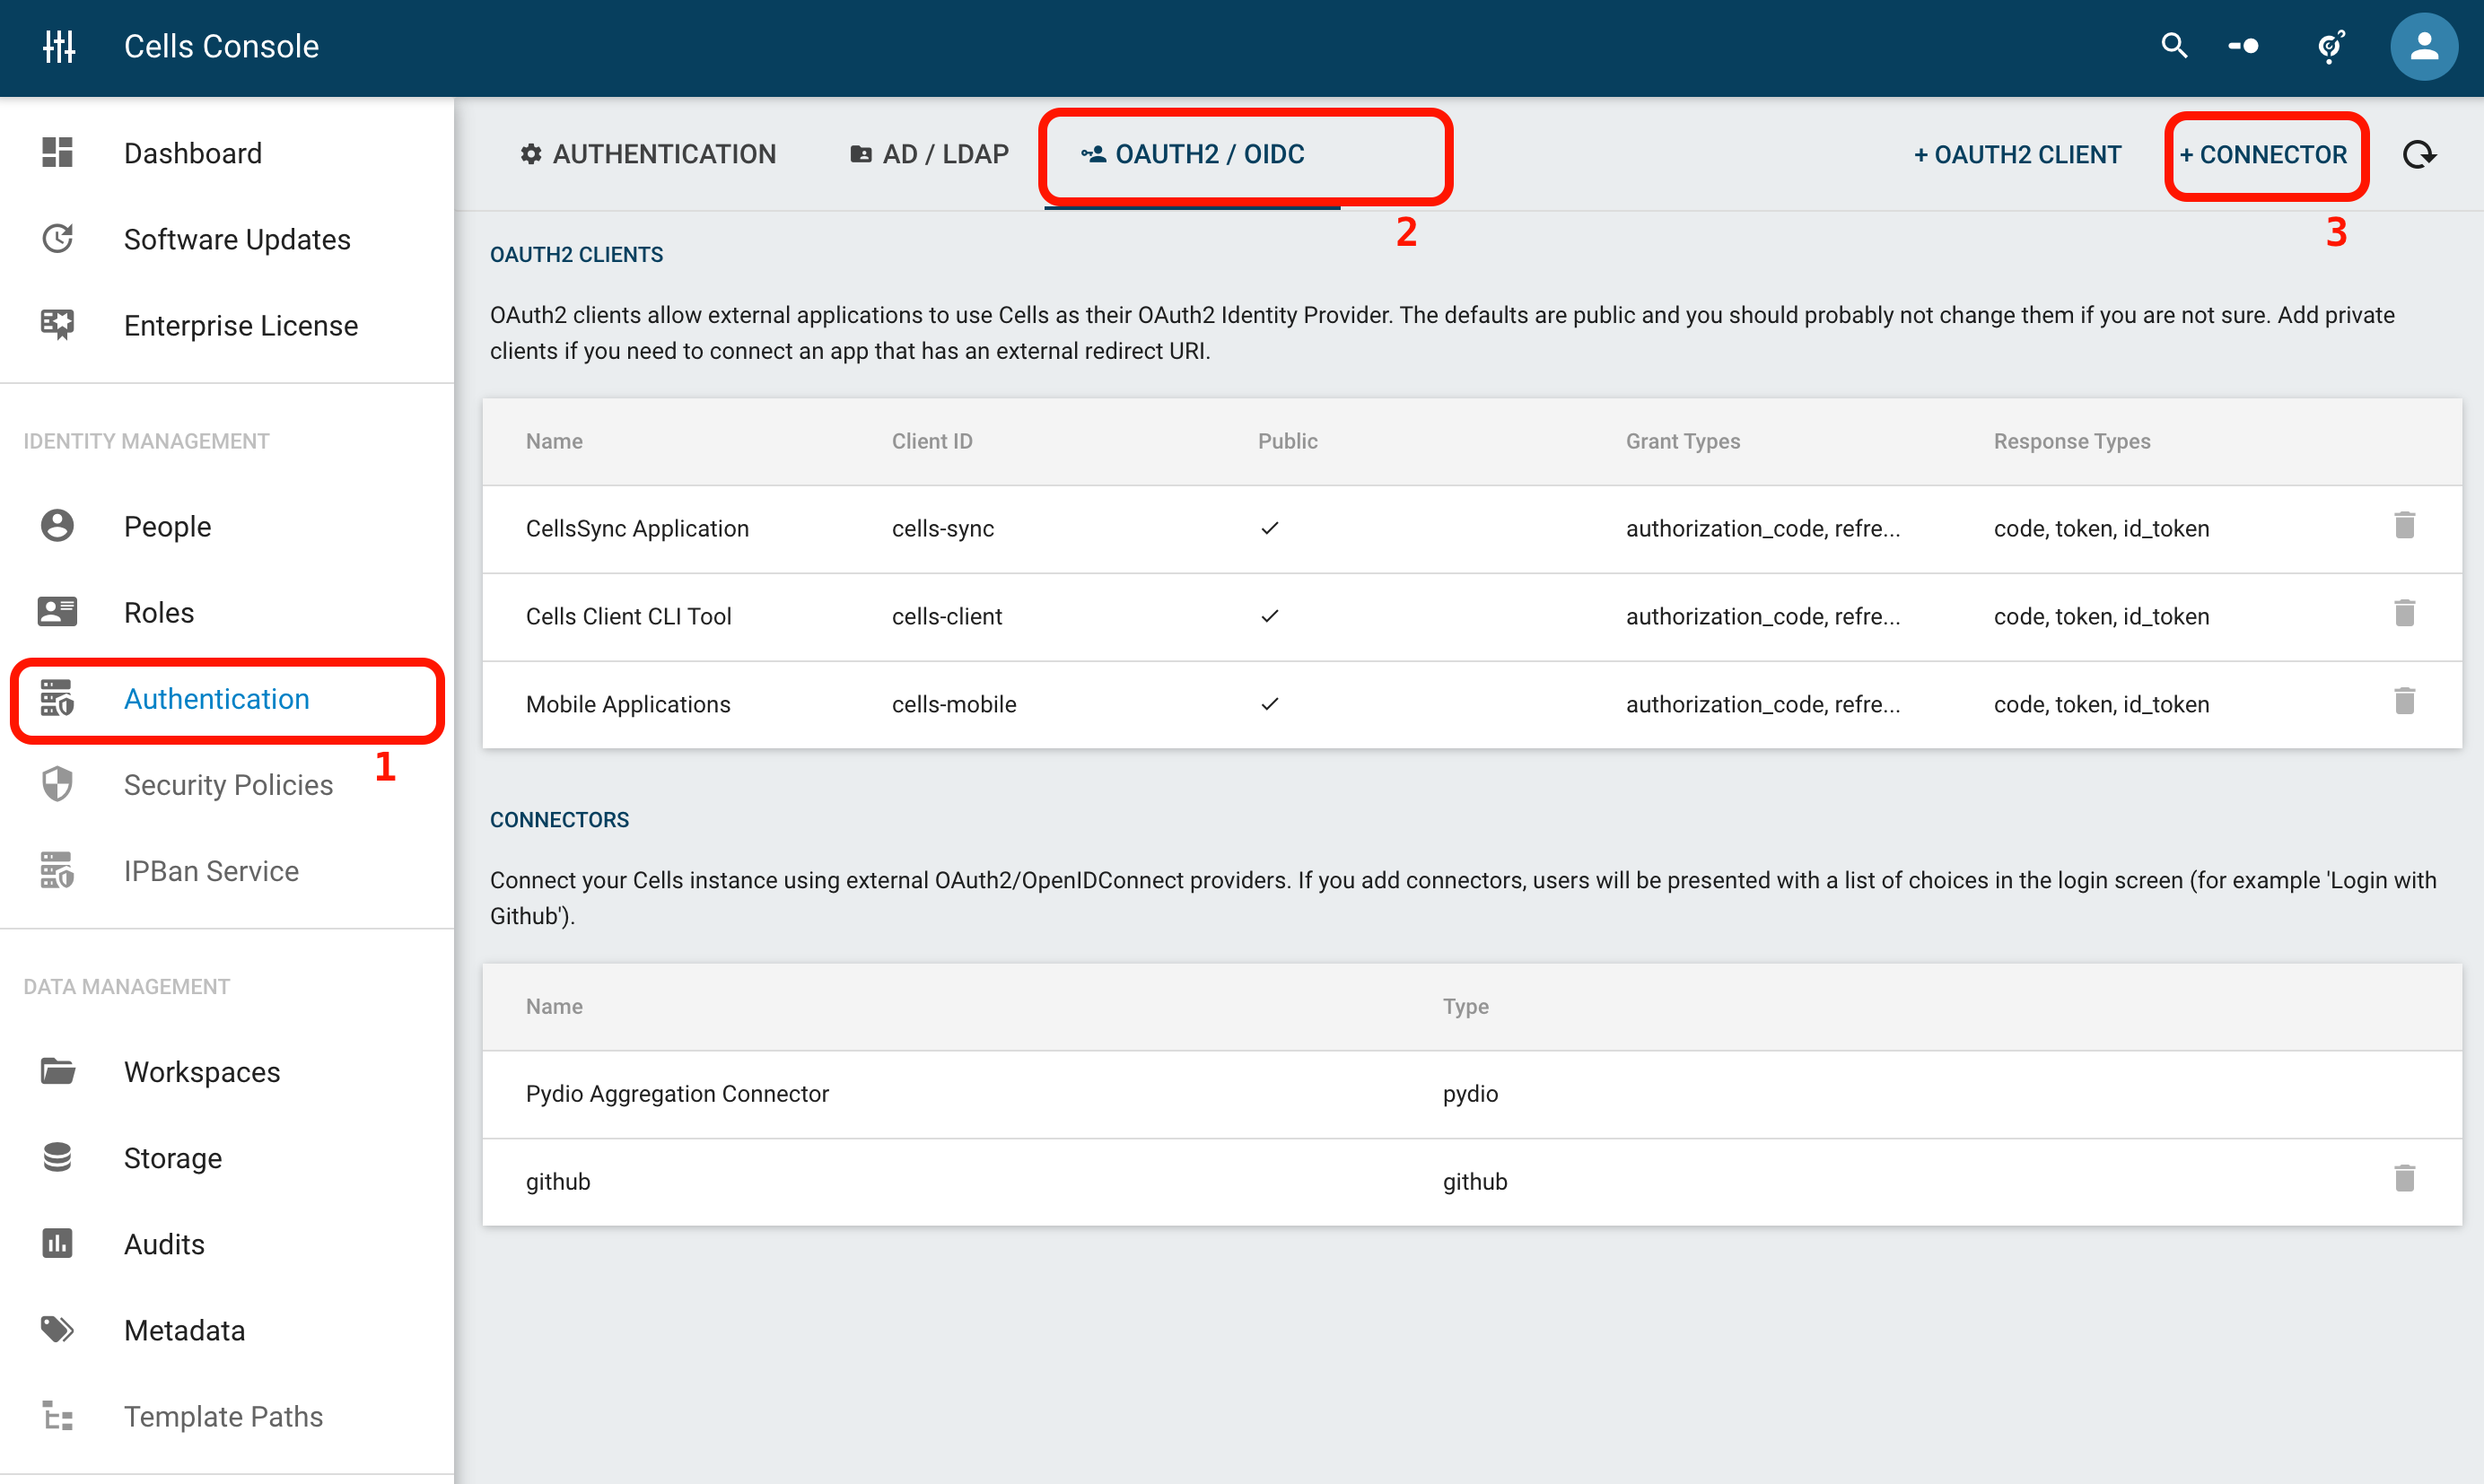 Cells Console
Dashboard
Software Updates
Enterprise License
IDENTITY MANAGEMENT
People
Roles
Authentication
1
Security Policies
IPBan Service
DATA MANAGEMENT
Workspaces
Storage
Audits
Metadata
Template Paths
AUTHENTICATION
AD / LDAP
OAUTH2 / OIDC
2
+ OAUTH2 CLIENT
+ CONNECTOR
3
OAUTH2 CLIENTS
OAuth2 clients allow external applications to use Cells as their OAuth2 Identity Provider. The defaults are public and you should probably not change them if you are not sure. Add private
clients if you need to connect an app that has an external redirect URI.
Name Client ID Public Grant Types Response Types
CellsSync Application cells-sync ✓ authorization_code, refre... code, token, id_token
Cells Client CLI Tool cells-client ✓ authorization_code, refre... code, token, id_token
Mobile Applications cells-mobile ✓ authorization_code, refre... code, token, id_token
CONNECTORS
Connect your Cells instance using external OAuth2/OpenIDConnect providers. If you add connectors, users will be presented with a list of choices in the login screen (for example 'Login with
Github').
Name Type
Pydio Aggregation Connector pydio
github github